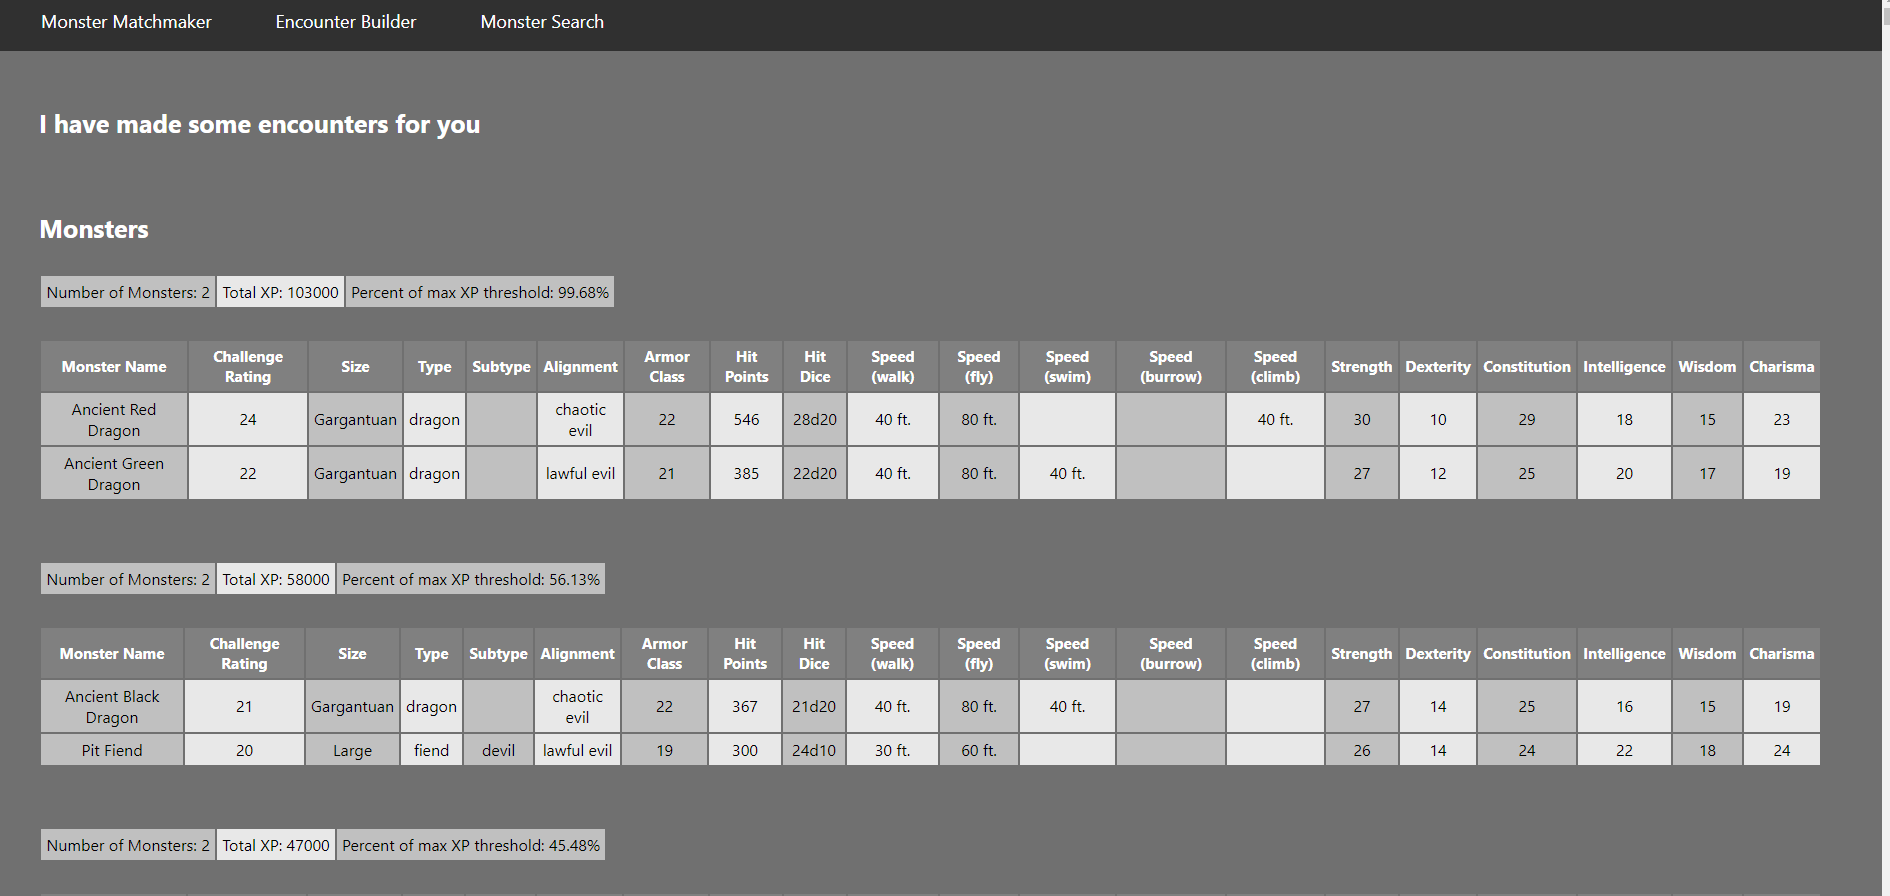 Monster Matchmaker Encounter Builder Monster Search
I have made some encounters for you
Monsters
Number of Monsters: 2 Total XP: 103000 Percent of max XP threshold: 99.68%
Monster Name Challenge Rating Size Type Subtype Alignment Armor Class Hit Points Hit Dice Speed (walk) Speed (fly) Speed (swim) Speed (burrow) Speed (climb) Strength Dexterity Constitution Intelligence Wisdom Charisma
Ancient Red Dragon 24 Gargantuan dragon chaotic evil 22 546 28d20 40 ft. 80 ft. 40 ft. 30 10 29 18 15 23
Ancient Green Dragon 22 Gargantuan dragon lawful evil 21 385 22d20 40 ft. 80 ft. 40 ft. 27 12 25 20 17 19
Number of Monsters: 2 Total XP: 58000 Percent of max XP threshold: 56.13%
Monster Name Challenge Rating Size Type Subtype Alignment Armor Class Hit Points Hit Dice Speed (walk) Speed (fly) Speed (swim) Speed (burrow) Speed (climb) Strength Dexterity Constitution Intelligence Wisdom Charisma
Ancient Black Dragon 21 Gargantuan dragon chaotic evil 22 367 21d20 40 ft. 80 ft. 40 ft. 27 14 25 16 15 19
Pit Fiend 20 Large fiend devil lawful evil 19 300 24d10 30 ft. 60 ft. 26 14 24 22 18 24
Number of Monsters: 2 Total XP: 47000 Percent of max XP threshold: 45.48%